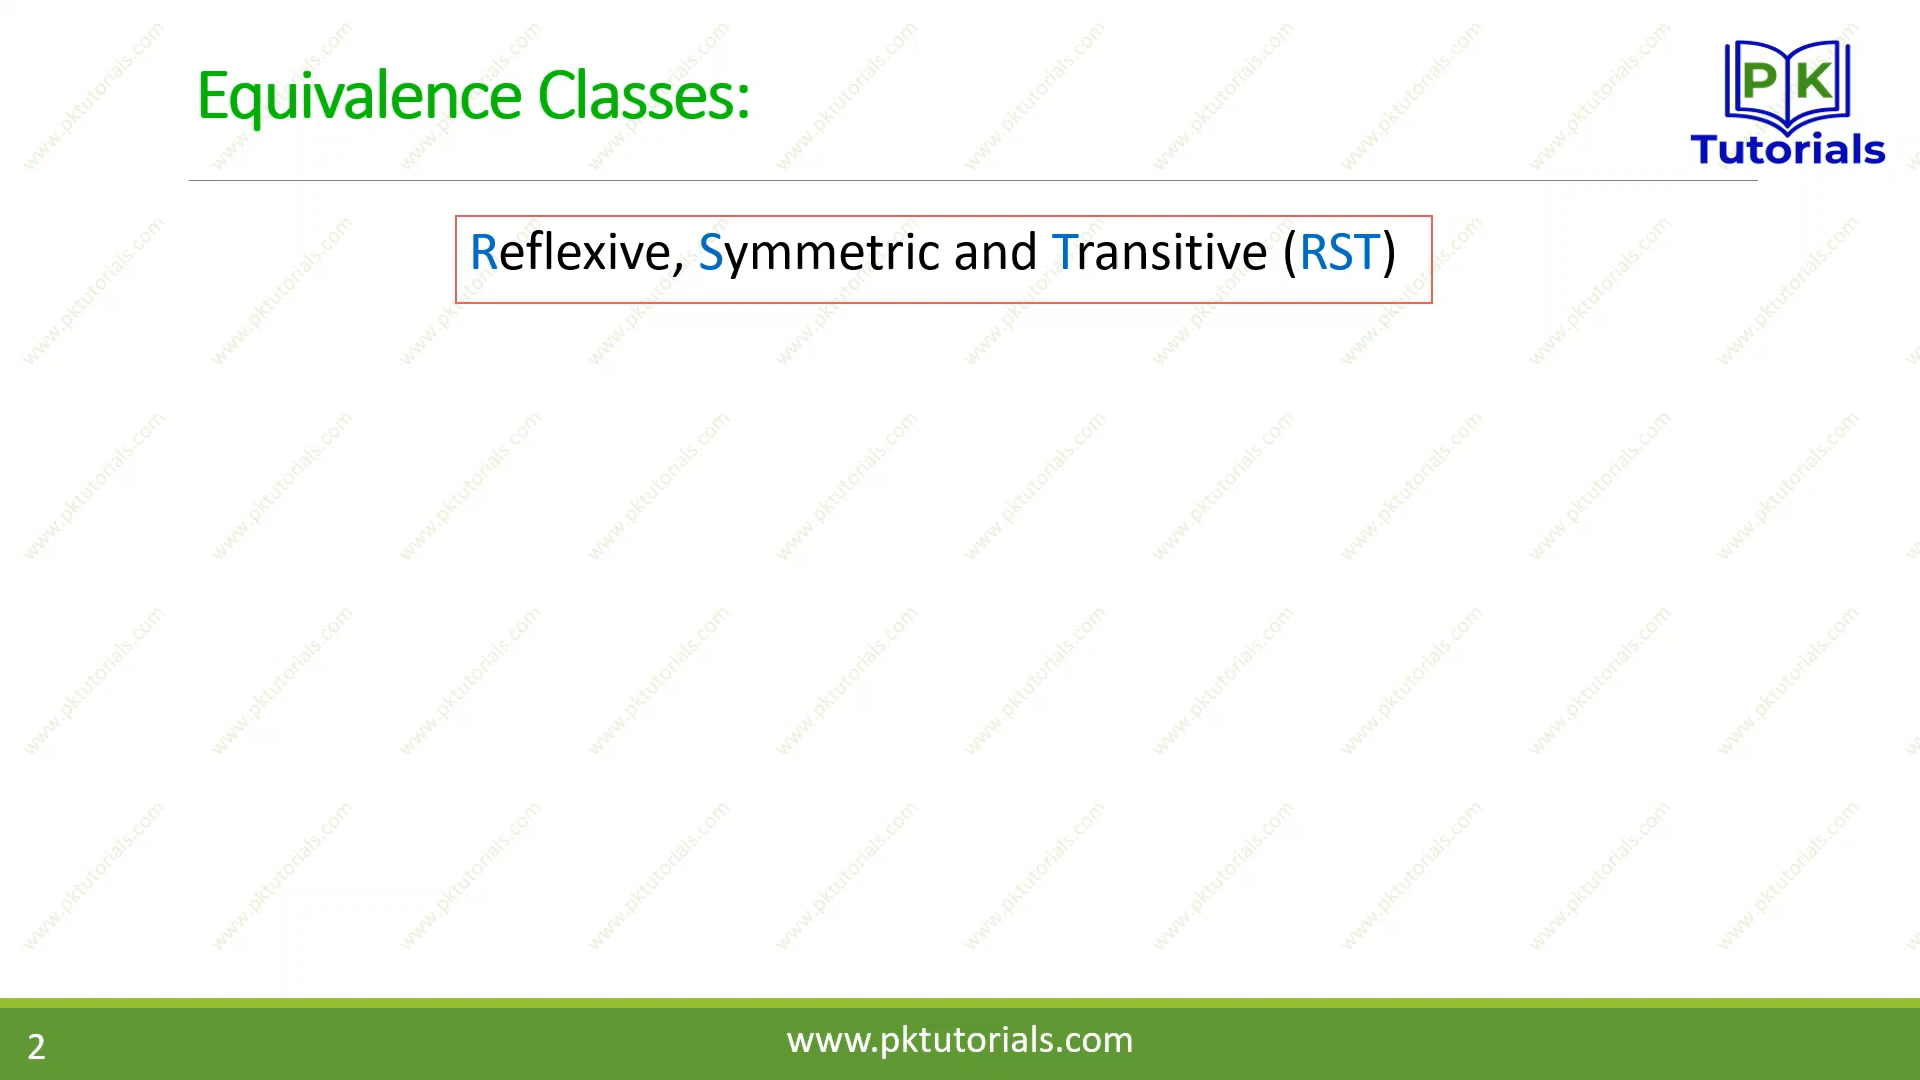 Equivalence Classes:
PK
Tutorials
Reflexive, Symmetric and Transitive (RST)
www.pktutorials.com
2